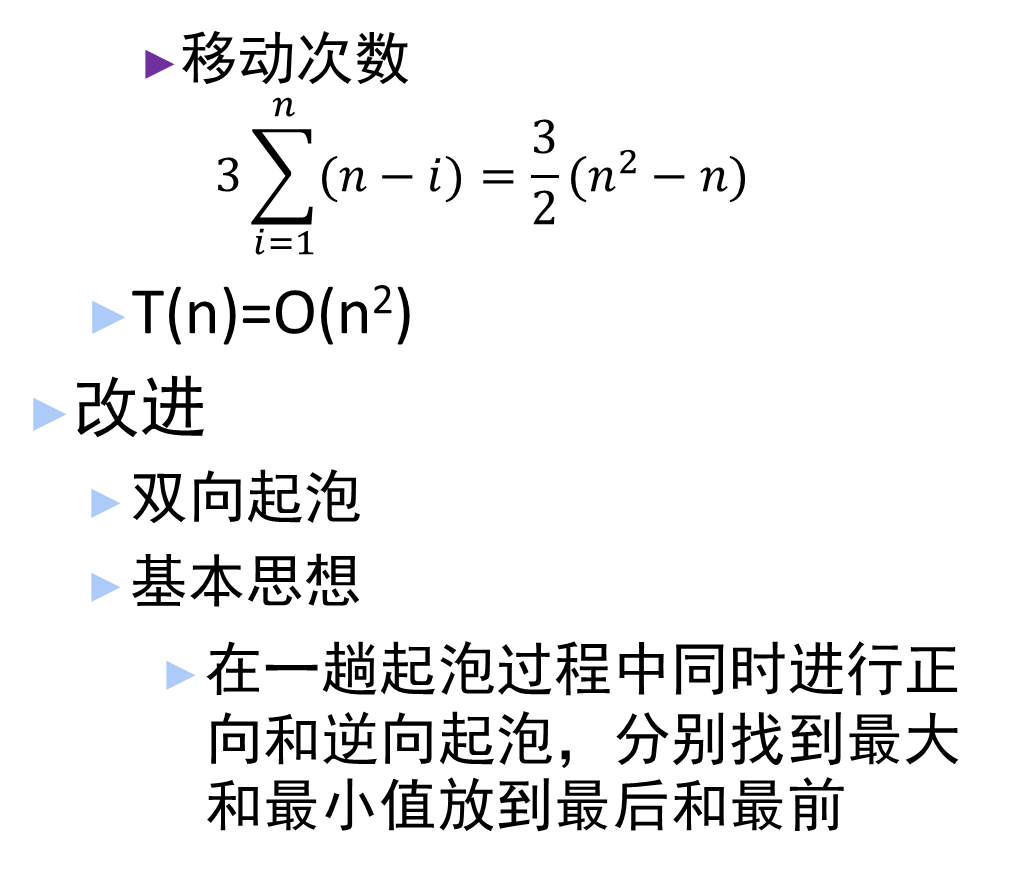 ▶移动次数
3∑_{i=1}^{n}(n − i) = \frac{3}{2}(n² − n)
▶T(n)=O(n²)
▶改进
▶双向起泡
▶基本思想
▶在一趟起泡过程中同时进行正
向和逆向起泡，分别找到最大
和最小值放到最后和最前